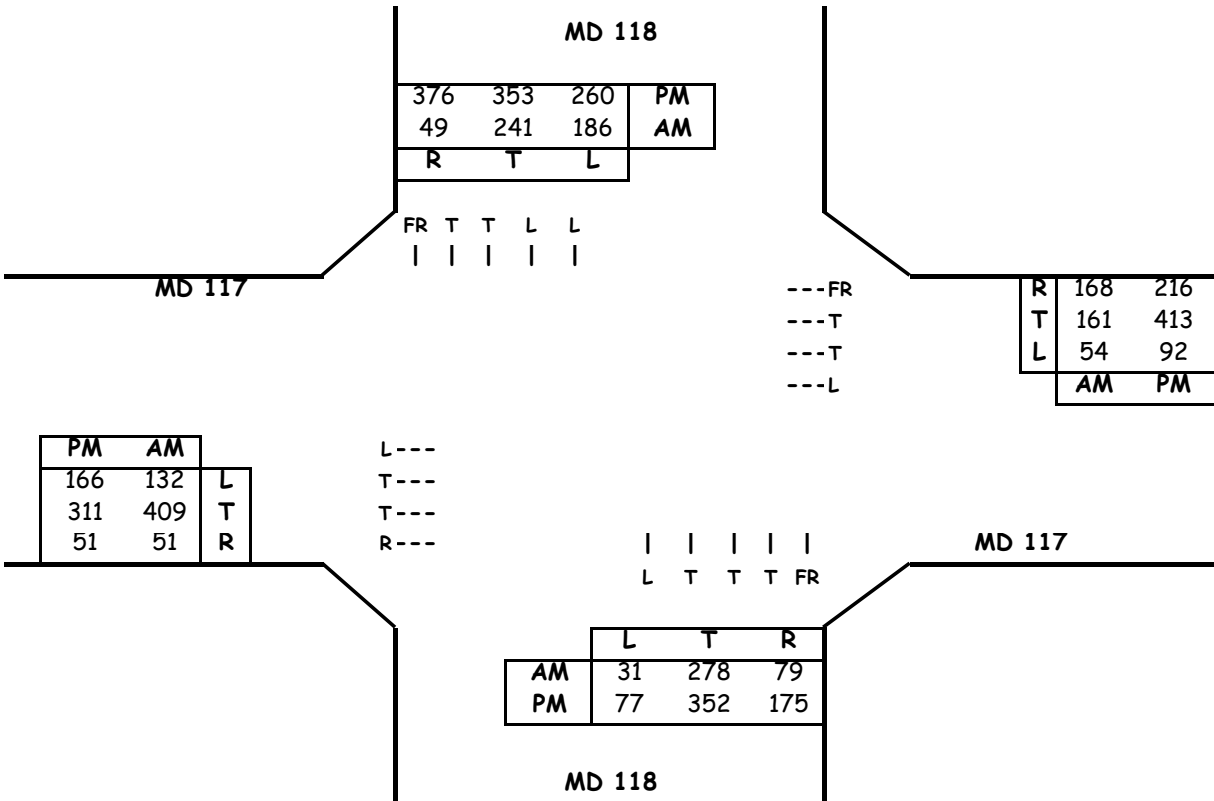 MD 118
376 353 260 PM
49 241 186 AM
R T L
FR T T L L
| | | | |
MD 117
---FR
---T
---T
---L
R 168 216
T 161 413
L 54 92
AM PM
PM AM
166 132 L
311 409 T
51 51 R
L---
T---
T---
R---
| | | | |
L T T T FR
MD 117
L T R
AM 31 278 79
PM 77 352 175
MD 118